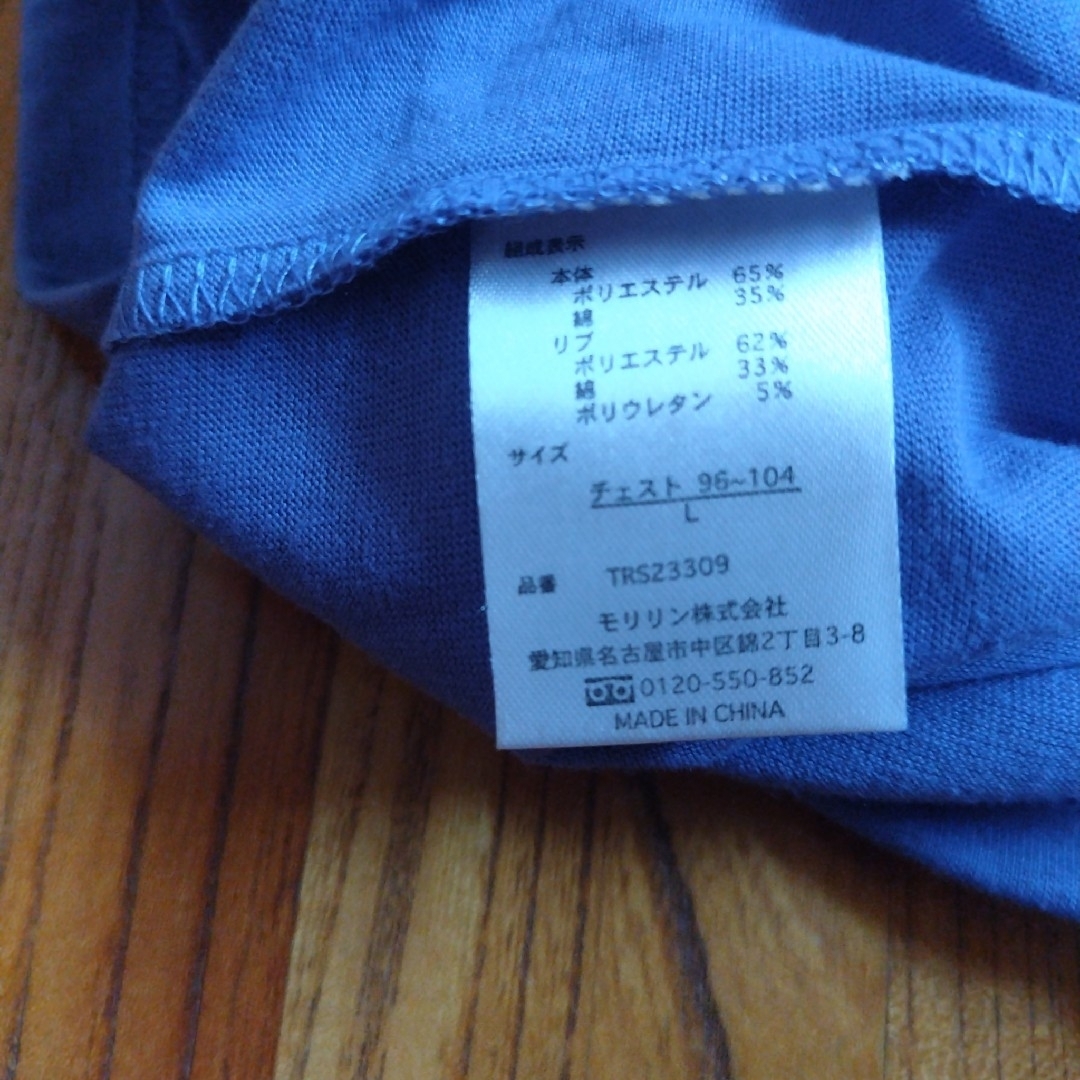 組成表示
本体
ポリエステル 65%
綿 35%
リブ
ポリエステル 62%
綿 33%
ポリウレタン 5%
サイズ
チェスト 96~104
L
品番 TRS23309
モリリン株式会社
愛知県名古屋市中区錦2丁目3-8
0120-550-852
MADE IN CHINA